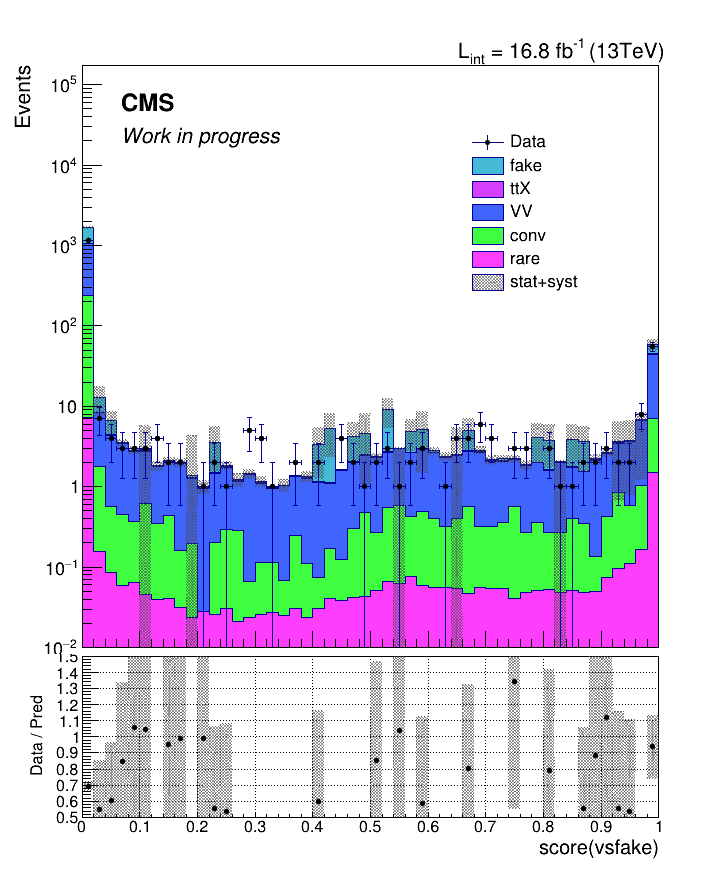 L_int = 16.8 fb^-1 (13TeV)
Events
CMS
Work in progress
Data
fake
ttX
VV
conv
rare
stat+syst
10^5
10^4
10^3
10^2
10
1
10^-1
10^-2
Data / Pred
1.5
1.4
1.3
1.2
1.1
1
0.9
0.8
0.7
0.6
0.5
0 0.1 0.2 0.3 0.4 0.5 0.6 0.7 0.8 0.9 1
score(vsfake)